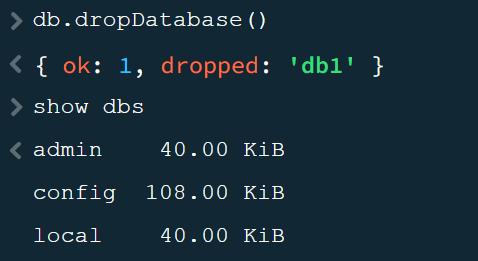 > db.dropDatabase()
< { ok: 1, dropped: 'db1' }
> show dbs
< admin    40.00 KiB
config  108.00 KiB
local    40.00 KiB